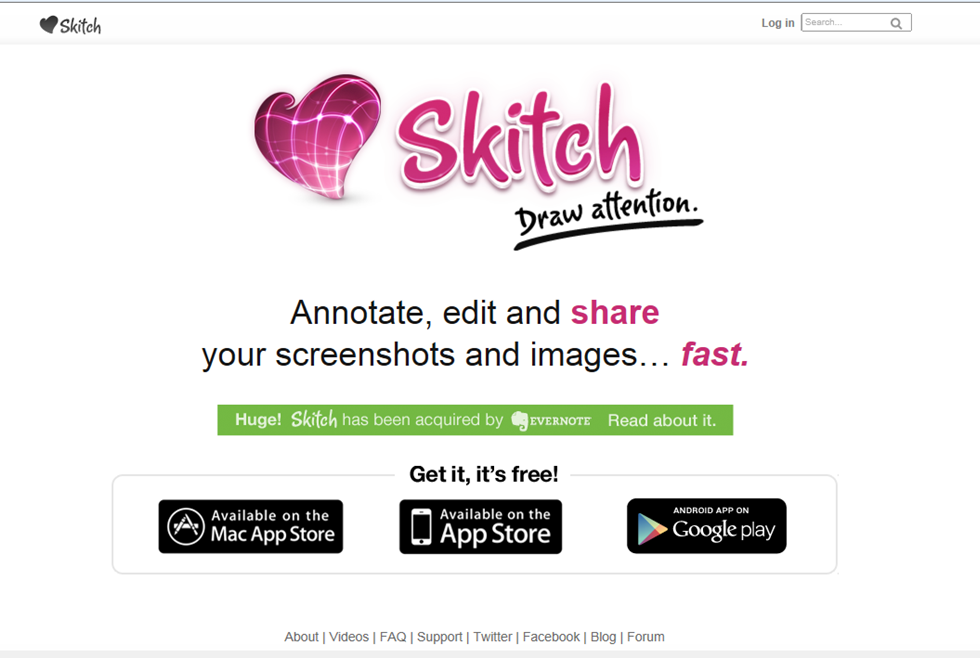 Skitch
Log in
Search...
Skitch
Draw attention.
Annotate, edit and share
your screenshots and images... fast.
Huge! Skitch has been acquired by EVERNOTE Read about it.
Get it, it's free!
Available on the
Mac App Store
Available on the
App Store
ANDROID APP ON
Google play
About | Videos | FAQ | Support | Twitter | Facebook | Blog | Forum